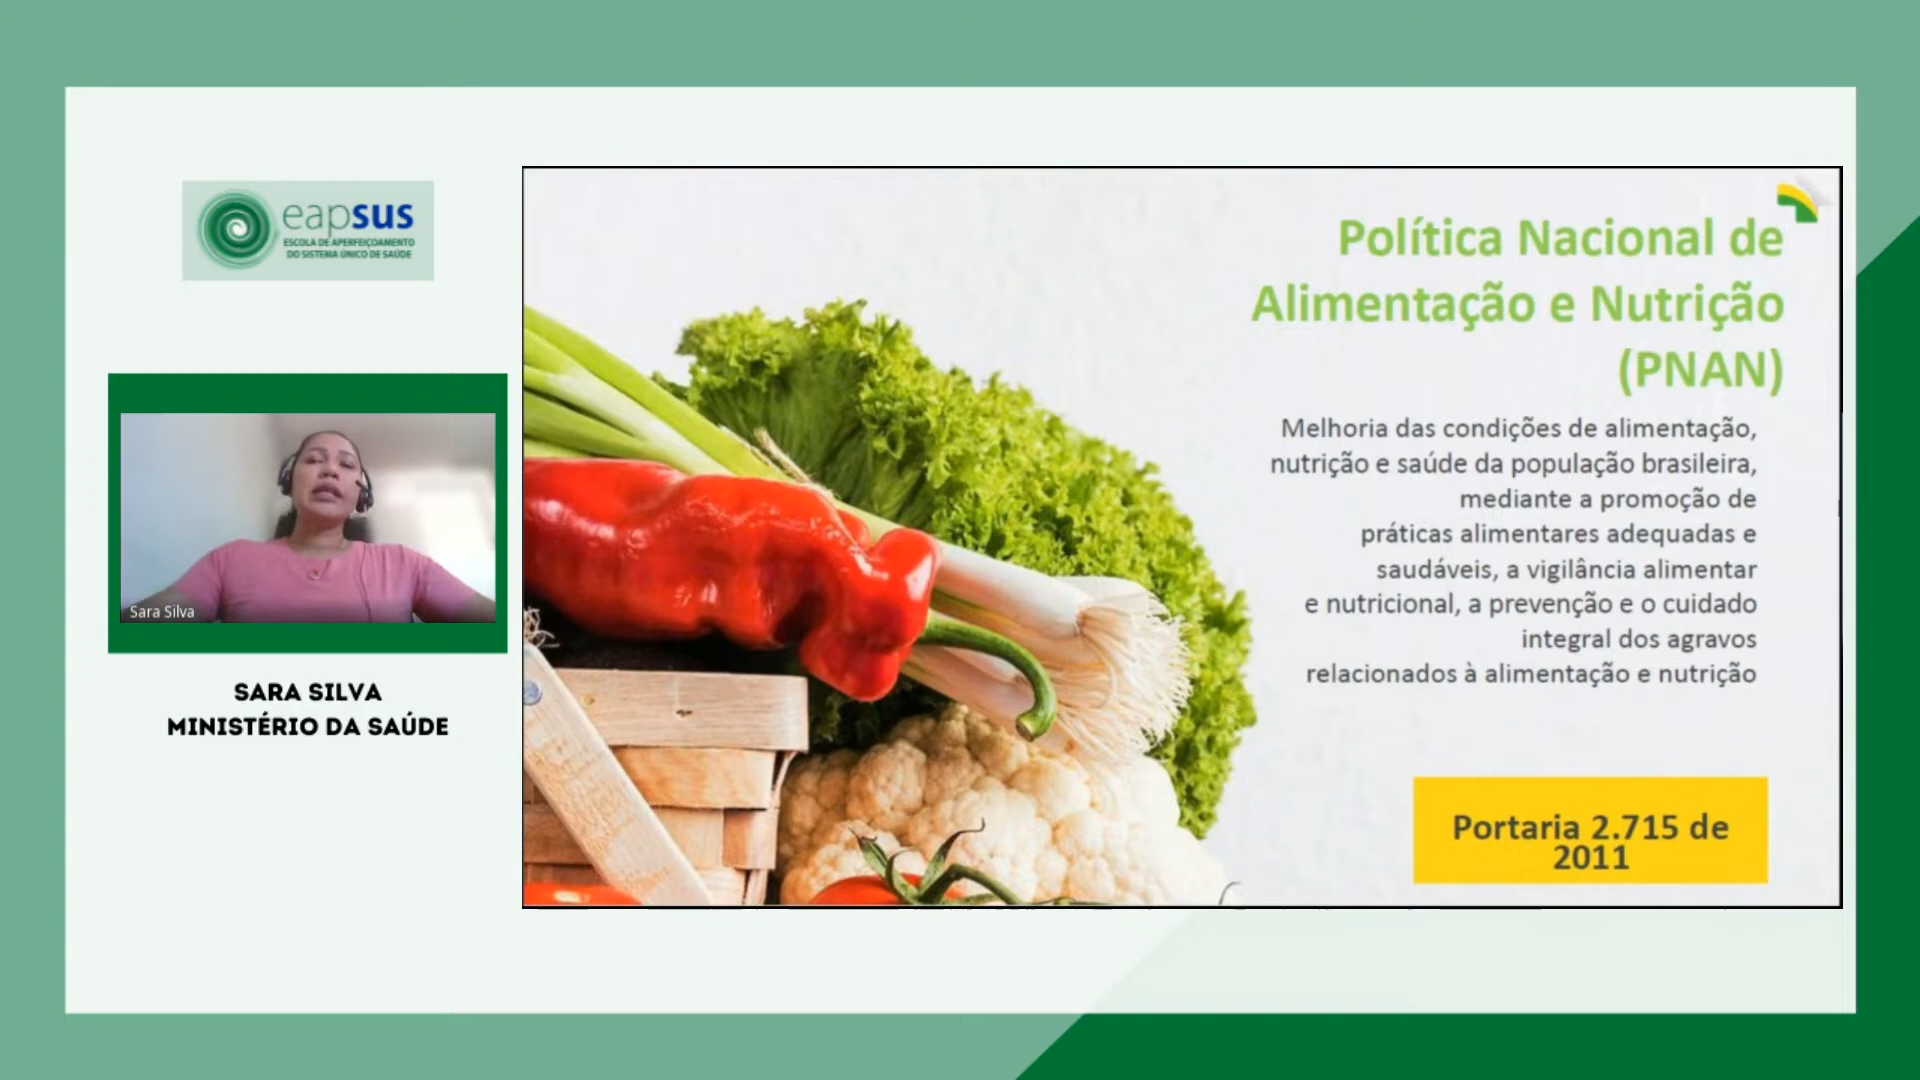 eapsus
ESCOLA DE APERFEIÇOAMENTO
DO SISTEMA ÚNICO DE SAÚDE
Sara Silva
SARA SILVA
MINISTÉRIO DA SAÚDE
Política Nacional de
Alimentação e Nutrição
(PNAN)
Melhoria das condições de alimentação,
nutrição e saúde da população brasileira,
mediante a promoção de
práticas alimentares adequadas e
saudáveis, a vigilância alimentar
e nutricional, a prevenção e o cuidado
integral dos agravos
relacionados à alimentação e nutrição
Portaria 2.715 de
2011